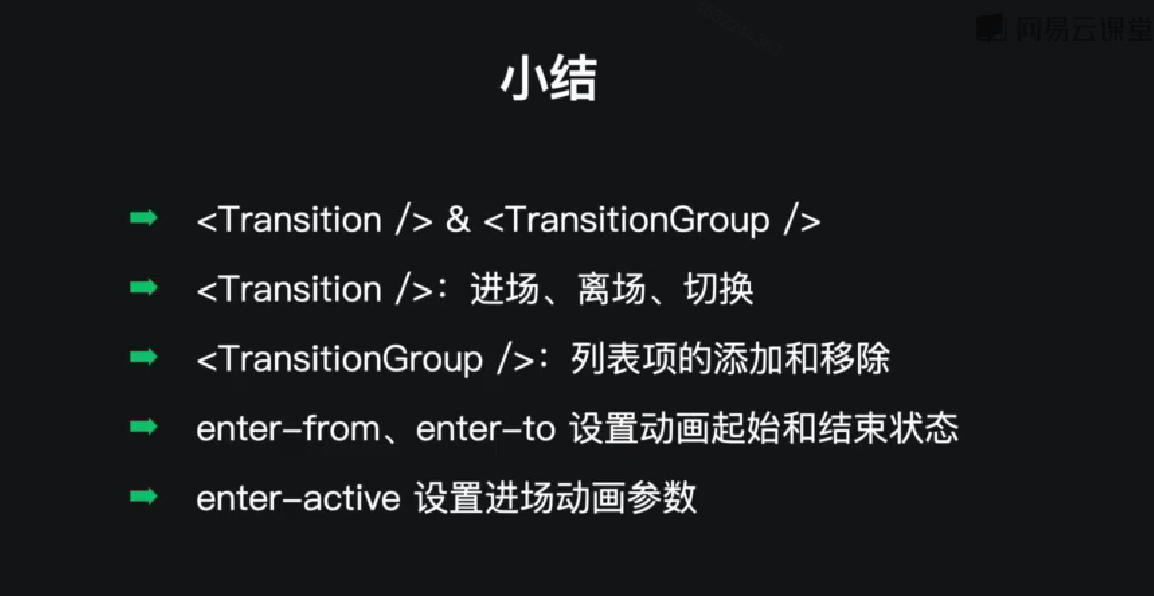 网易云课堂
小结
<Transition /> & <TransitionGroup />
<Transition />：进场、离场、切换
<TransitionGroup />：列表项的添加和移除
enter-from、enter-to 设置动画起始和结束状态
enter-active 设置进场动画参数